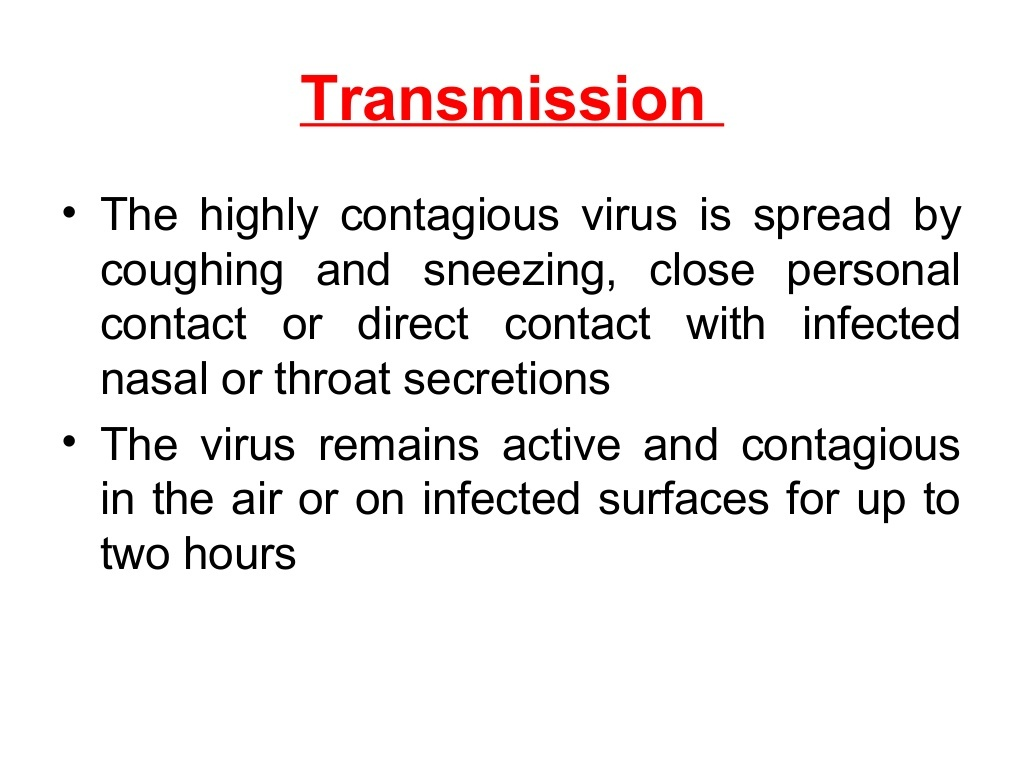 Transmission
• The highly contagious virus is spread by
coughing and sneezing, close personal
contact or direct contact with infected
nasal or throat secretions
• The virus remains active and contagious
in the air or on infected surfaces for up to
two hours